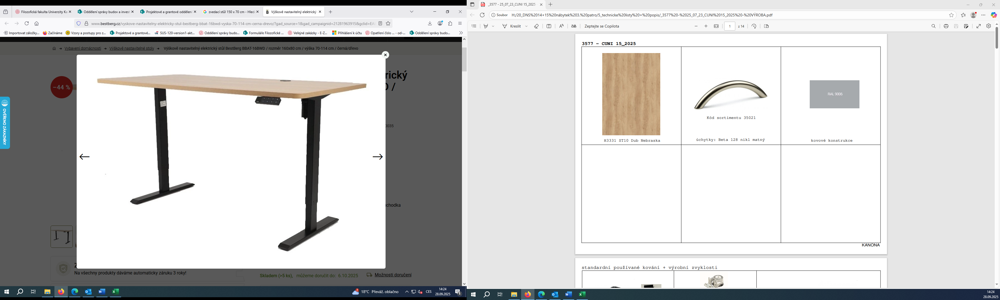 Filozofická fakulta Univerzity Ka
Oddělení správy budov a invest
Projektové a grantové oddělení
zvedací stůl 150 x 70 cm - Hled
Výškově nastavitelný elektrický
www.bestberg.cz/vyskove-nastavitelny-elektricky-stul-bestberg-bbat-16bwd-vyska-70-114-cm-cerna-drevo/?gad_source=1&gad_campaignid=21281963915&gclid=EAI
Importovat záložky...
Začínáme
Vzory a postupy pro z...
Projektové a grantové...
SUS-120-version1-akt...
Oddělení správy budo...
Formuláře Filozofické ...
Veřejné zakázky - E-Z...
Přihlášení k účtu
Opatření číslo ... - od-...
Oddělení správy budo...
Vybavení domácnosti
Výškově nastavitelné stoly
Výškově nastavitelný elektrický stůl BestBerg BBAT-16BWD / rozměr 160x80 cm / výška 70-114 cm / černá/dřevo
rický
D /
−44 %
OVĚŘENO ZÁKAZNÍKY
0035
chodka
Z
Na všechny produkty dáváme automaticky záruku 3 roky!
Skladem (>5 ks), můžeme doručit do: 6.10.2025
Možnosti doručení
2
18°C Převáž. oblačno
CES
14:24
28.09.2025
8
_3577 - 25_07_23_CUNI 15_2025
Soubor
H:/20_DNS%2014+15%20nábytek%203.%20patro/5_technicke%20listy%20+%20popis/_3577%20-%2025_07_23_CUNI%2015_2025%20-%20VÝROBA.pdf
Kreslit
aあ
Zeptejte se Copilota
1
z 14
3577 – CUNI 15_2025
RAL 9006
Kód sortimentu 35021
H3331 ST10 Dub Nebraska
úchytky: Beta 128 nikl matný
kovové konstrukce
KANONA
standardní používané kování + výrobní zvyklosti
14:24
28.09.2025